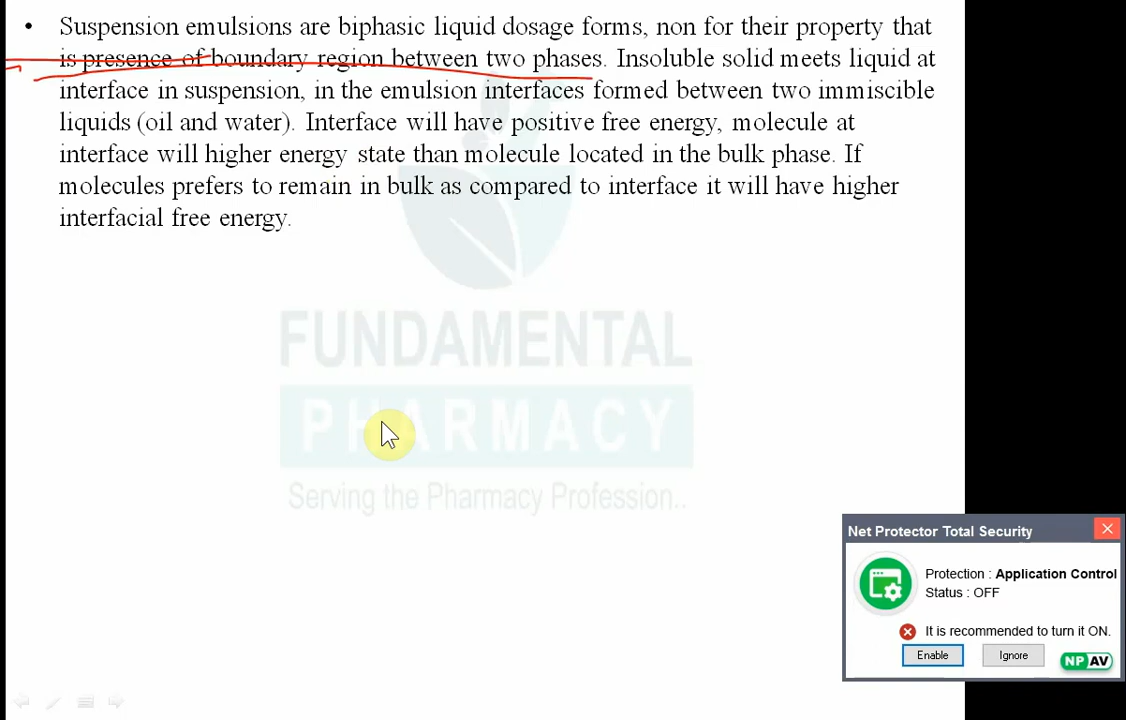 • Suspension emulsions are biphasic liquid dosage forms, non for their property that
is presence of boundary region between two phases. Insoluble solid meets liquid at
interface in suspension, in the emulsion interfaces formed between two immiscible
liquids (oil and water). Interface will have positive free energy, molecule at
interface will higher energy state than molecule located in the bulk phase. If
molecules prefers to remain in bulk as compared to interface it will have higher
interfacial free energy.
FUNDAMENTAL
PHARMACY
Serving the Pharmacy Profession..
Net Protector Total Security
Protection : Application Control
Status : OFF
It is recommended to turn it ON.
Enable Ignore NPAV